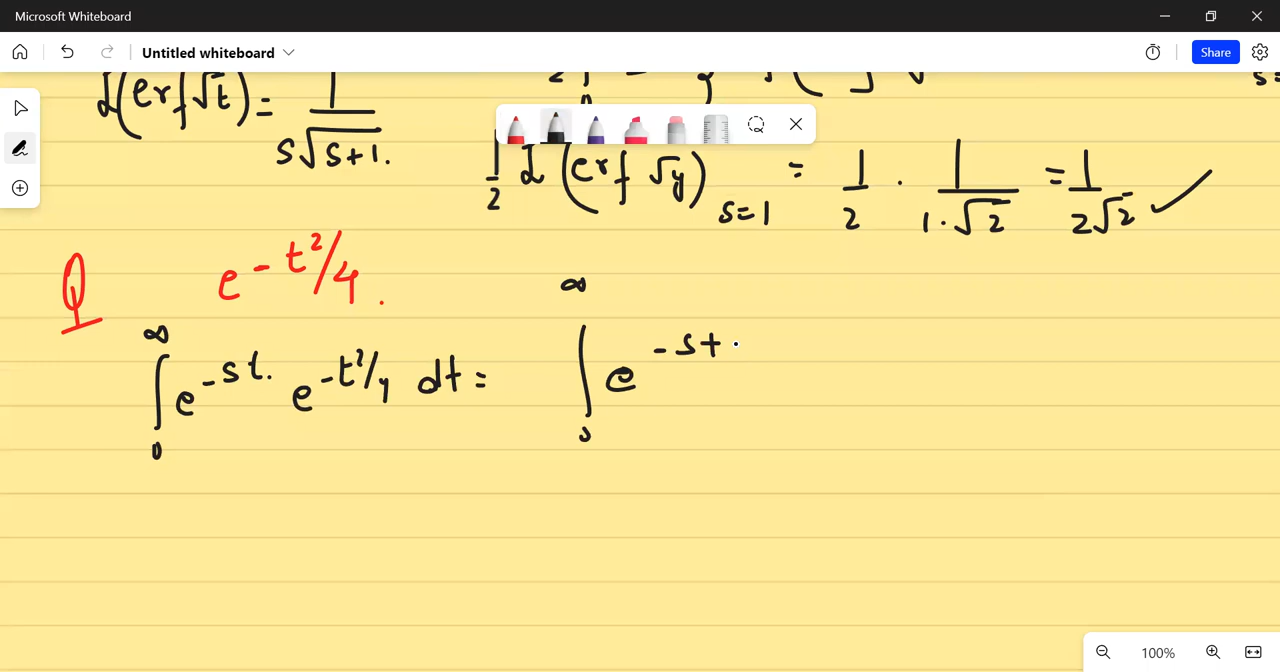 Microsoft Whiteboard
Untitled whiteboard
Share
L(erf√t) = 1/(s√(s+1.
1/2 L(erf √y) s=1 = 1/2 · 1/(1·√2) = 1/(2√2) ✓
Q e^-t²/4 .
∫₀^∞ e^-st. e^-t²/4 dt = ∫₀^∞ e^-st
100%